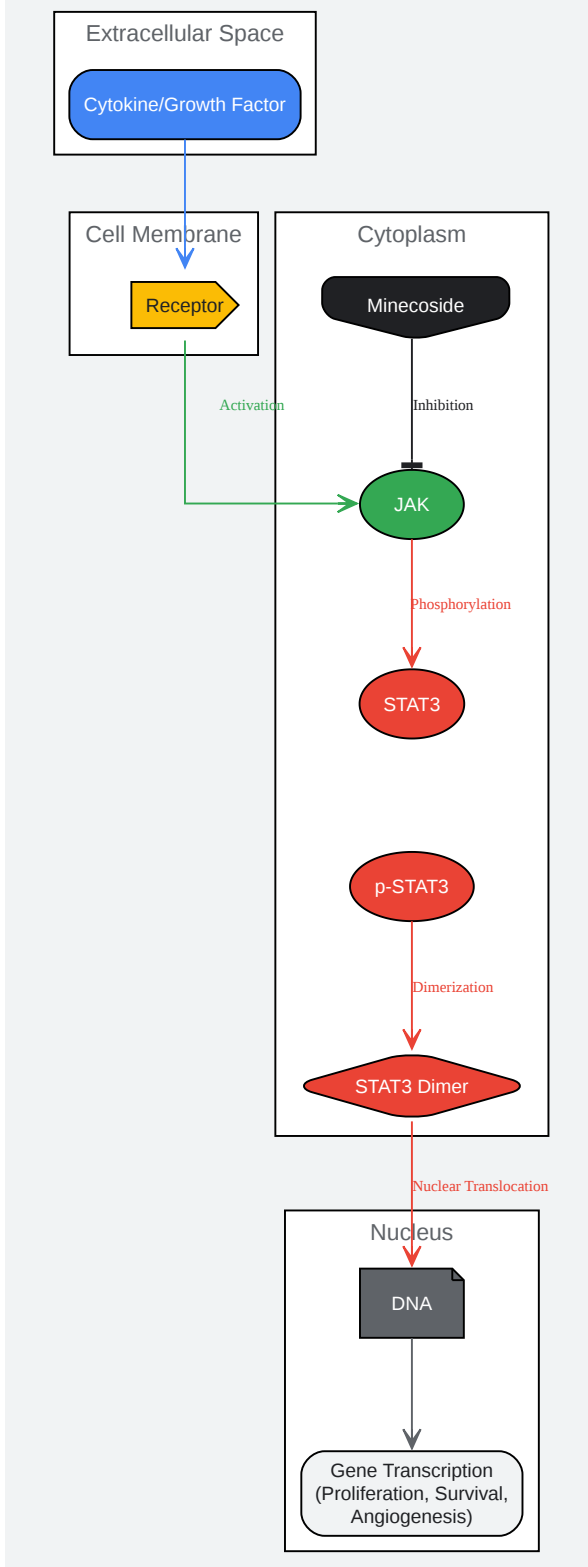 Extracellular Space
Cytokine/Growth Factor
Cell Membrane
Receptor
Cytoplasm
Minecoside
Activation
Inhibition
JAK
Phosphorylation
STAT3
p-STAT3
Dimerization
STAT3 Dimer
Nuclear Translocation
Nucleus
DNA
Gene Transcription
(Proliferation, Survival,
Angiogenesis)